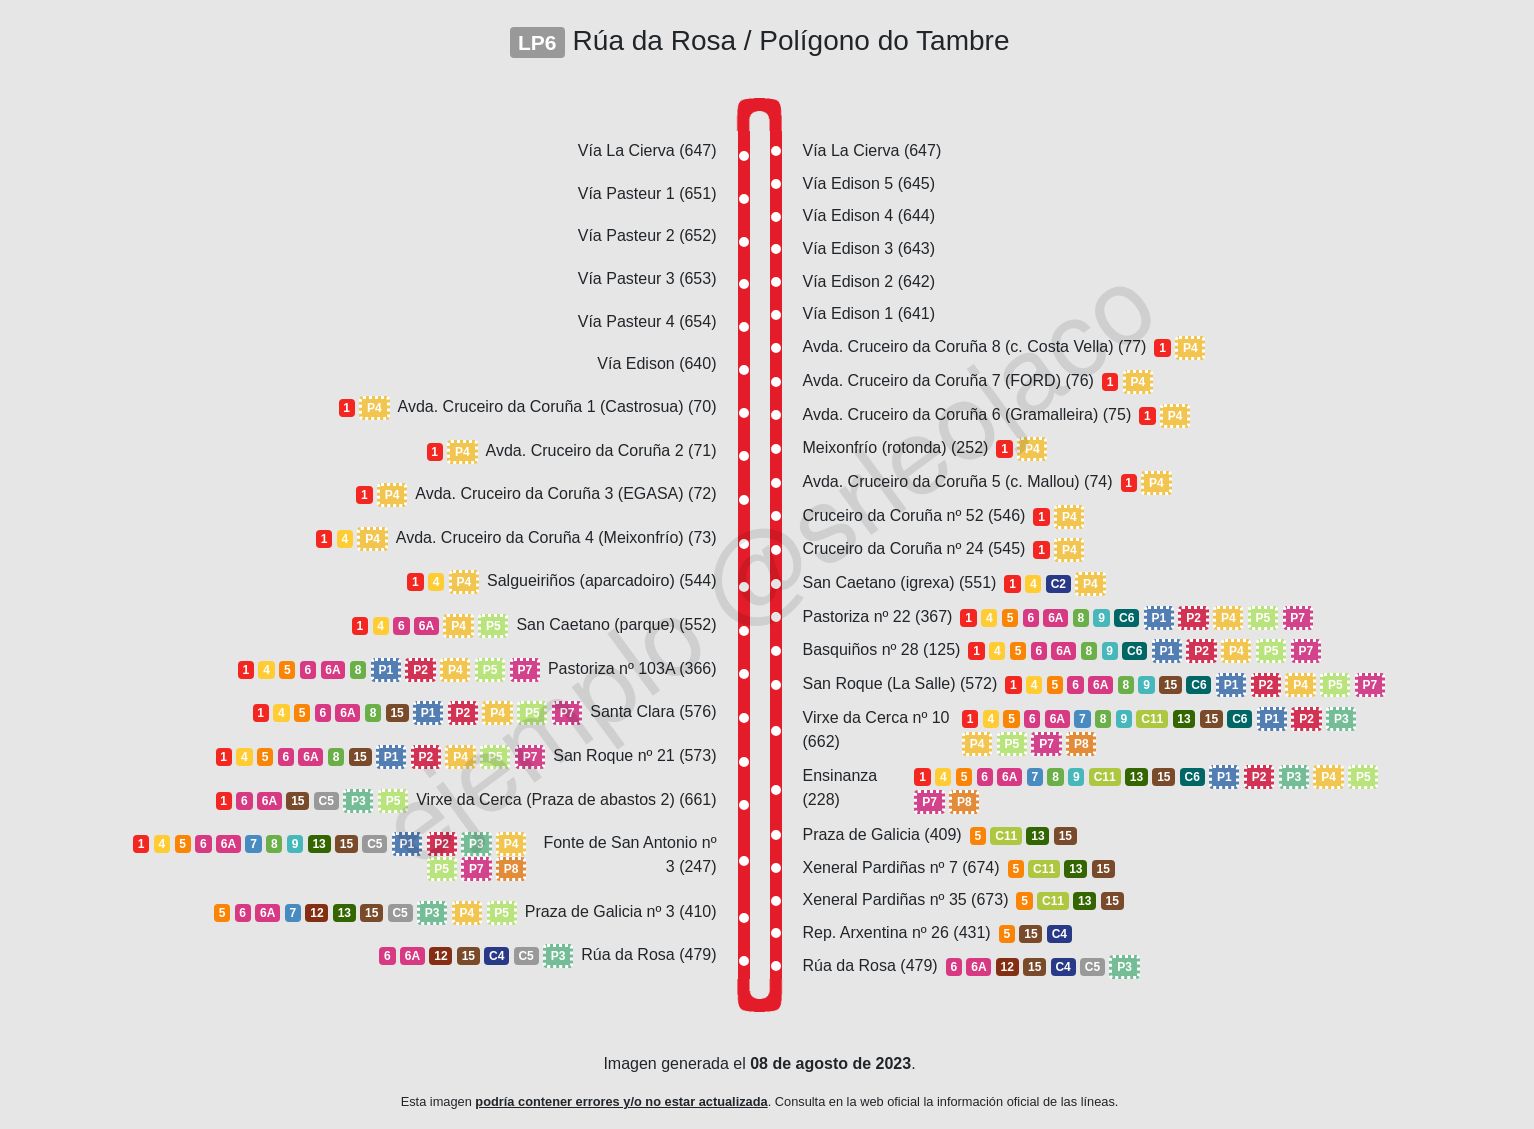 LP6 Rúa da Rosa / Polígono do Tambre
Vía La Cierva (647)
Vía Pasteur 1 (651)
Vía Pasteur 2 (652)
Vía Pasteur 3 (653)
Vía Pasteur 4 (654)
Vía Edison (640)
1 P4 Avda. Cruceiro da Coruña 1 (Castrosua) (70)
1 P4 Avda. Cruceiro da Coruña 2 (71)
1 P4 Avda. Cruceiro da Coruña 3 (EGASA) (72)
1 4 P4 Avda. Cruceiro da Coruña 4 (Meixonfrío) (73)
1 4 P4 Salgueiriños (aparcadoiro) (544)
1 4 6 6A P4 P5 San Caetano (parque) (552)
1 4 5 6 6A 8 P1 P2 P4 P5 P7 Pastoriza nº 103A (366)
1 4 5 6 6A 8 15 P1 P2 P4 P5 P7 Santa Clara (576)
1 4 5 6 6A 8 15 P1 P2 P4 P5 P7 San Roque nº 21 (573)
1 6 6A 15 C5 P3 P5 Virxe da Cerca (Praza de abastos 2) (661)
1 4 5 6 6A 7 8 9 13 15 C5 P1 P2 P3 P4 Fonte de San Antonio nº
P5 P7 P8 3 (247)
5 6 6A 7 12 13 15 C5 P3 P4 P5 Praza de Galicia nº 3 (410)
6 6A 12 15 C4 C5 P3 Rúa da Rosa (479)
Vía La Cierva (647)
Vía Edison 5 (645)
Vía Edison 4 (644)
Vía Edison 3 (643)
Vía Edison 2 (642)
Vía Edison 1 (641)
Avda. Cruceiro da Coruña 8 (c. Costa Vella) (77) 1 P4
Avda. Cruceiro da Coruña 7 (FORD) (76) 1 P4
Avda. Cruceiro da Coruña 6 (Gramalleira) (75) 1 P4
Meixonfrío (rotonda) (252) 1 P4
Avda. Cruceiro da Coruña 5 (c. Mallou) (74) 1 P4
Cruceiro da Coruña nº 52 (546) 1 P4
Cruceiro da Coruña nº 24 (545) 1 P4
San Caetano (igrexa) (551) 1 4 C2 P4
Pastoriza nº 22 (367) 1 4 5 6 6A 8 9 C6 P1 P2 P4 P5 P7
Basquiños nº 28 (125) 1 4 5 6 6A 8 9 C6 P1 P2 P4 P5 P7
San Roque (La Salle) (572) 1 4 5 6 6A 8 9 15 C6 P1 P2 P4 P5 P7
Virxe da Cerca nº 10 1 4 5 6 6A 7 8 9 C11 13 15 C6 P1 P2 P3
(662) P4 P5 P7 P8
Ensinanza 1 4 5 6 6A 7 8 9 C11 13 15 C6 P1 P2 P3 P4 P5
(228) P7 P8
Praza de Galicia (409) 5 C11 13 15
Xeneral Pardiñas nº 7 (674) 5 C11 13 15
Xeneral Pardiñas nº 35 (673) 5 C11 13 15
Rep. Arxentina nº 26 (431) 5 15 C4
Rúa da Rosa (479) 6 6A 12 15 C4 C5 P3
ejemplo @srleojaco
Imagen generada el 08 de agosto de 2023.
Esta imagen podría contener errores y/o no estar actualizada. Consulta en la web oficial la información oficial de las líneas.